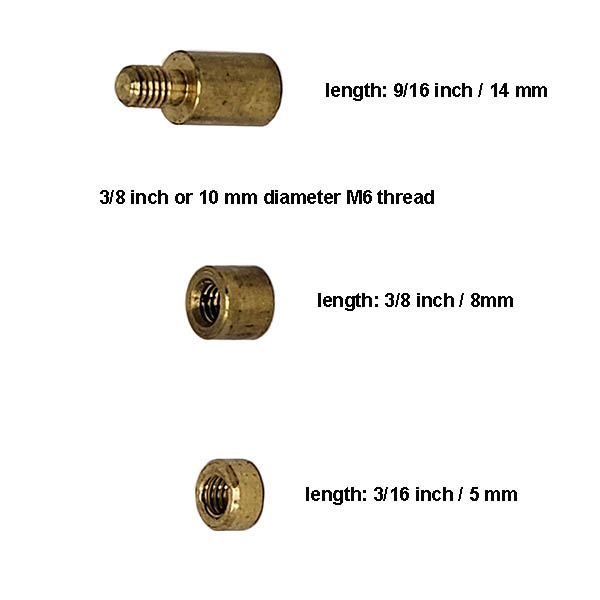 length: 9/16 inch / 14 mm
3/8 inch or 10 mm diameter M6 thread
length: 3/8 inch / 8mm
length: 3/16 inch / 5 mm